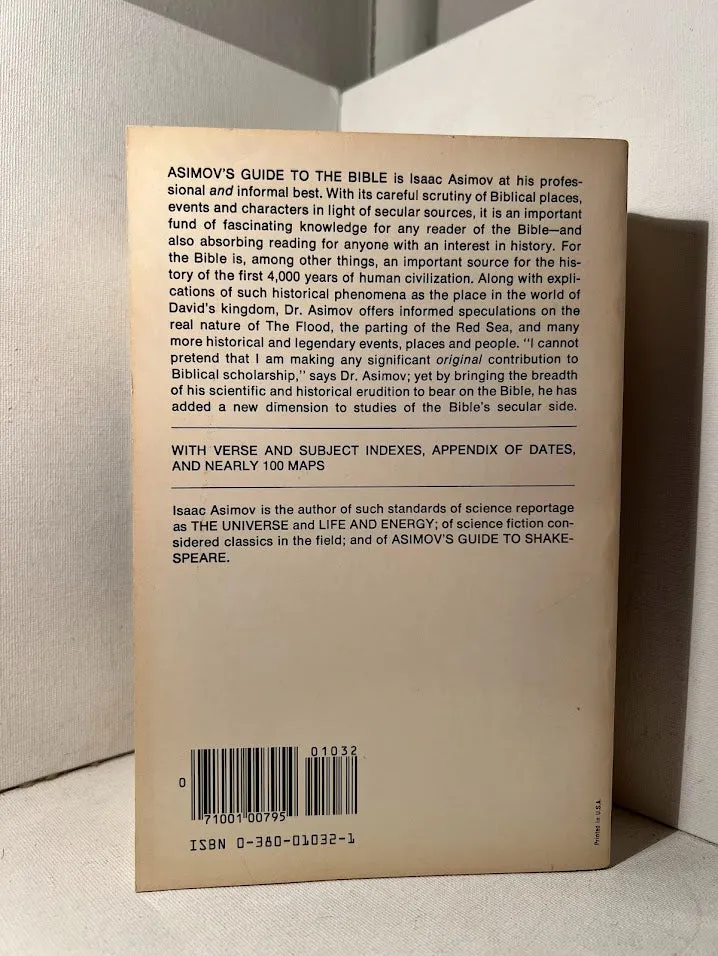 ASIMOV'S GUIDE TO THE BIBLE is Isaac Asimov at his profes-
sional and informal best. With its careful scrutiny of Biblical places,
events and characters in light of secular sources, it is an important
fund of fascinating knowledge for any reader of the Bible—and
also absorbing reading for anyone with an interest in history. For
the Bible is, among other things, an important source for the his-
tory of the first 4,000 years of human civilization. Along with expli-
cations of such historical phenomena as the place in the world of
David's kingdom, Dr. Asimov offers informed speculations on the
real nature of The Flood, the parting of the Red Sea, and many
more historical and legendary events, places and people. "I cannot
pretend that I am making any significant original contribution to
Biblical scholarship," says Dr. Asimov; yet by bringing the breadth
of his scientific and historical erudition to bear on the Bible, he has
added a new dimension to studies of the Bible's secular side.
WITH VERSE AND SUBJECT INDEXES, APPENDIX OF DATES,
AND NEARLY 100 MAPS
Isaac Asimov is the author of such standards of science reportage
as THE UNIVERSE and LIFE AND ENERGY; of science fiction con-
sidered classics in the field; and of ASIMOV'S GUIDE TO SHAKE-
SPEARE.
01032
0
71001 00795
ISBN 0-380-01032-1
Printed in U.S.A.